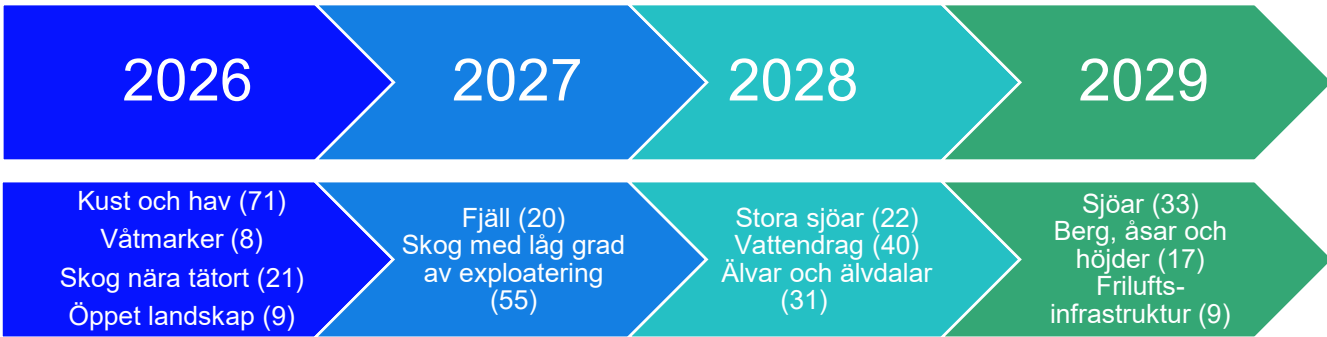 2026
2027
2028
2029
Kust och hav (71)
Våtmarker (8)
Skog nära tätort (21)
Öppet landskap (9)
Fjäll (20)
Skog med låg grad
av exploatering
(55)
Stora sjöar (22)
Vattendrag (40)
Älvar och älvdalar
(31)
Sjöar (33)
Berg, åsar och
höjder (17)
Frilufts-
infrastruktur (9)